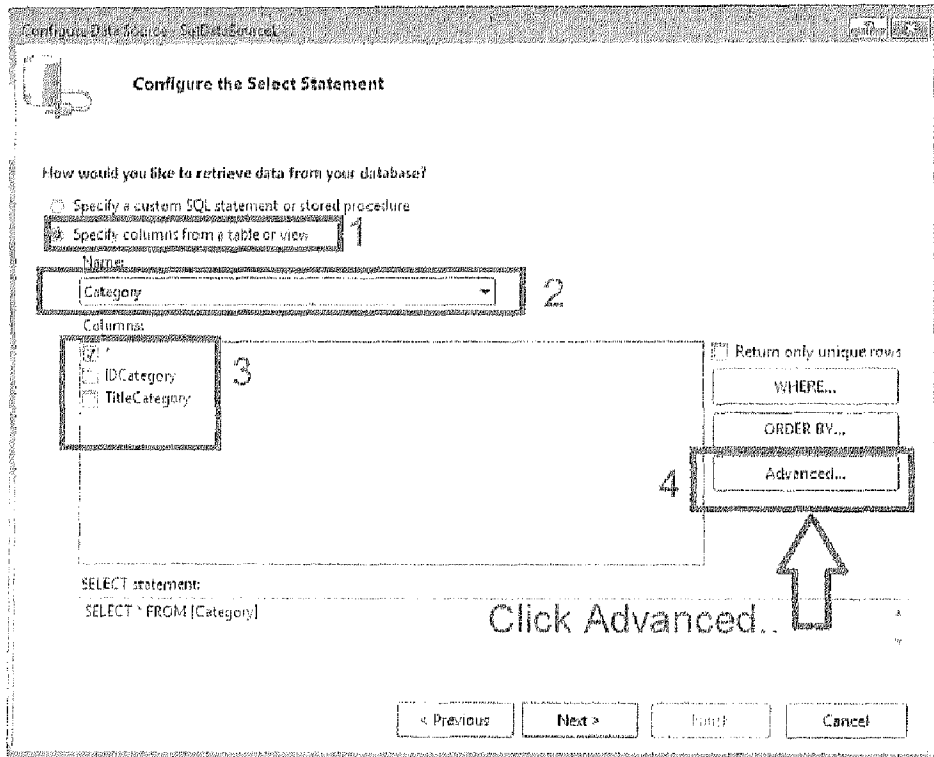 Configure Data Source - SqlDataSource1
Configure the Select Statement
How would you like to retrieve data from your database?
Specify a custom SQL statement or stored procedure
Specify columns from a table or view
1
Name:
Category
2
Columns:
*
IDCategory
TitleCategory
3
Return only unique rows
WHERE...
ORDER BY...
Advanced...
4
SELECT statement:
SELECT * FROM [Category]
Click Advanced..
< Previous
Next >
Finish
Cancel